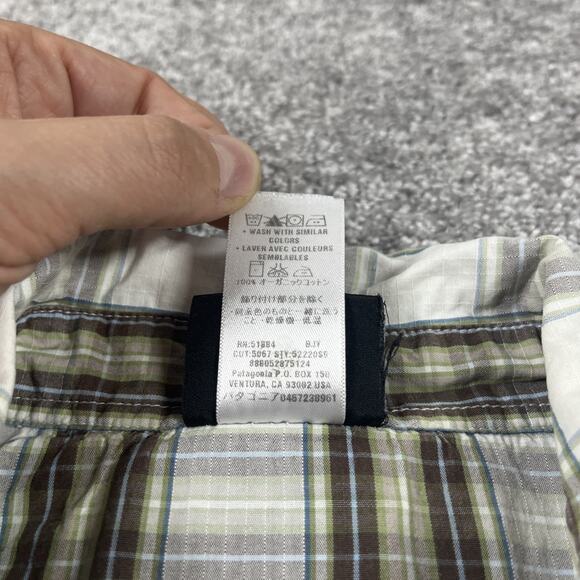 • WASH WITH SIMILAR
COLORS
• LAVER AVEC COULEURS
SEMBLABLES
100% オーガニックコットン
飾り付け部分を除く
・同系色のものと一緒に洗う
こと・乾燥機・低温
RN:51884 BJY
CUT:5067 STY:52220S9
888052875124
Patagonia P.O. BOX 150
VENTURA, CA 93002 USA
パタゴニア0467238961